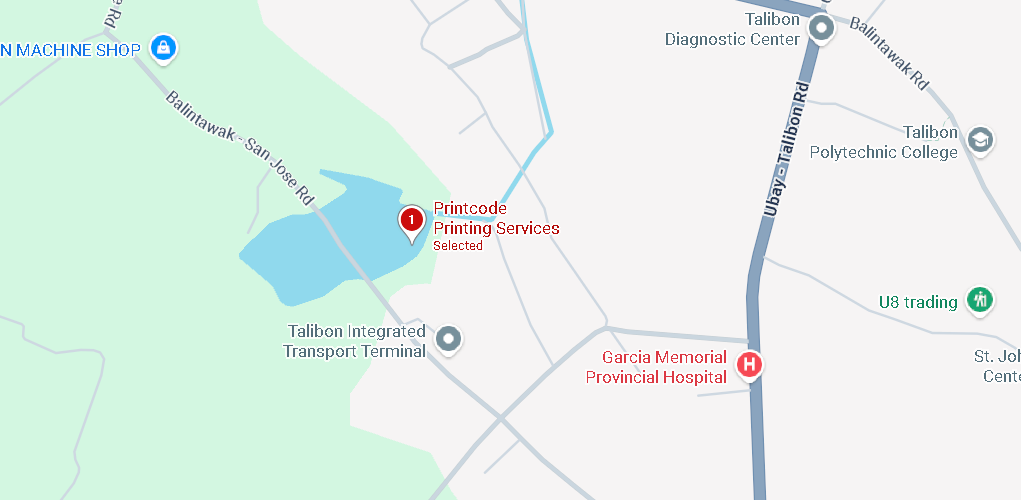 e Rd
Talibon
Diagnostic Center
Balintawak Rd
N MACHINE SHOP
Balintawak - San Jose Rd
Ubay - Talibon Rd
Talibon
Polytechnic College
1
Printcode
Printing Services
Selected
U8 trading
Talibon Integrated
Transport Terminal
Garcia Memorial
Provincial Hospital
H
St. Joh
Cente